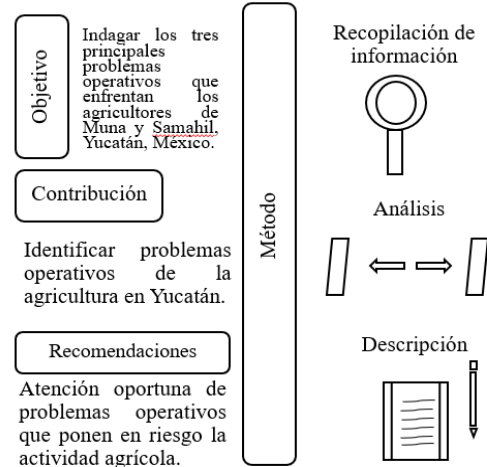 Objetivo
Indagar los tres
principales
problemas
operativos que
enfrentan los
agricultores de
Muna y Samahil,
Yucatán, México.
Contribución
Identificar problemas
operativos de la
agricultura en Yucatán.
Recomendaciones
Atención oportuna de
problemas operativos
que ponen en riesgo la
actividad agrícola.
Método
Recopilación de
información
Análisis
Descripción